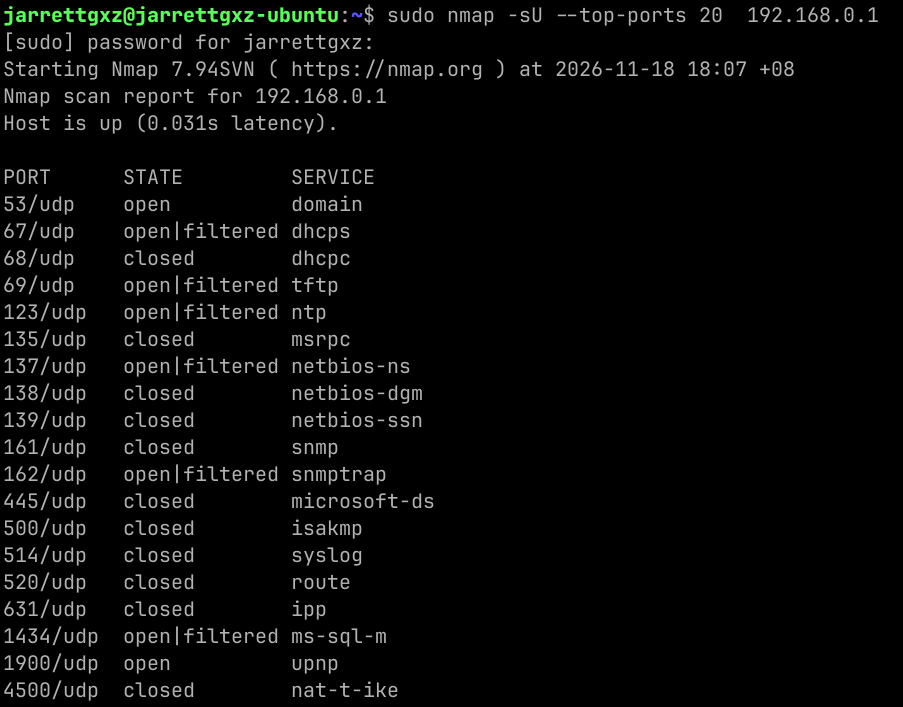 jarrettgxz@jarrettgxz-ubuntu:~$ sudo nmap -sU --top-ports 20  192.168.0.1
[sudo] password for jarrettgxz:
Starting Nmap 7.94SVN ( https://nmap.org ) at 2026-11-18 18:07 +08
Nmap scan report for 192.168.0.1
Host is up (0.031s latency).

PORT     STATE         SERVICE
53/udp   open          domain
67/udp   open|filtered dhcps
68/udp   closed        dhcpc
69/udp   open|filtered tftp
123/udp  open|filtered ntp
135/udp  closed        msrpc
137/udp  open|filtered netbios-ns
138/udp  closed        netbios-dgm
139/udp  closed        netbios-ssn
161/udp  closed        snmp
162/udp  open|filtered snmptrap
445/udp  closed        microsoft-ds
500/udp  closed        isakmp
514/udp  closed        syslog
520/udp  closed        route
631/udp  closed        ipp
1434/udp open|filtered ms-sql-m
1900/udp open          upnp
4500/udp closed        nat-t-ike